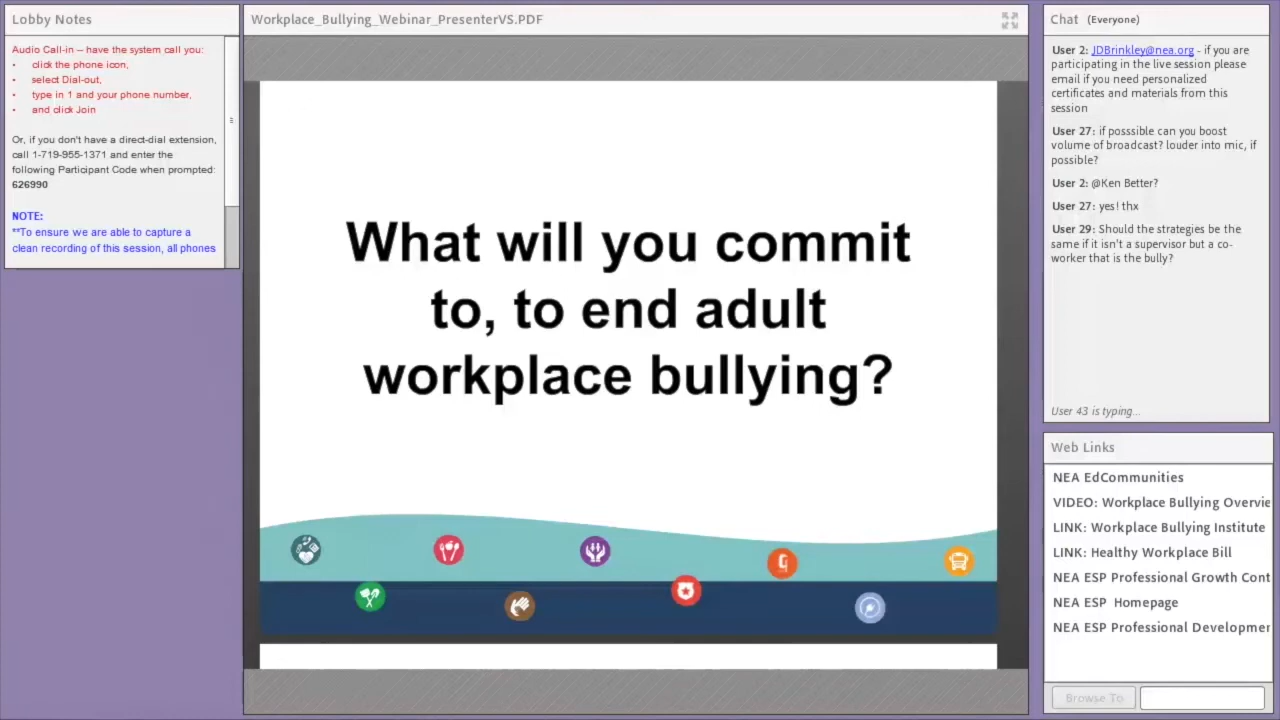 Lobby Notes
Audio Call-in – have the system call you:
• click the phone icon,
• select Dial-out,
• type in 1 and your phone number,
• and click Join
Or, if you don't have a direct-dial extension,
call 1-719-955-1371 and enter the
following Participant Code when prompted:
626990
NOTE:
**To ensure we are able to capture a
clean recording of this session, all phones
Workplace_Bullying_Webinar_PresenterVS.PDF
What will you commit
to, to end adult
workplace bullying?
Chat (Everyone)
User 2: JDBrinkley@nea.org - if you are
participating in the live session please
email if you need personalized
certificates and materials from this
session
User 27: if posssible can you boost
volume of broadcast? louder into mic, if
possible?
User 2: @Ken Better?
User 27: yes! thx
User 29: Should the strategies be the
same if it isn't a supervisor but a co-
worker that is the bully?
User 43 is typing...
Web Links
NEA EdCommunities
VIDEO: Workplace Bullying Overvie
LINK: Workplace Bullying Institute
LINK: Healthy Workplace Bill
NEA ESP Professional Growth Cont
NEA ESP Homepage
NEA ESP Professional Developmer
Browse To